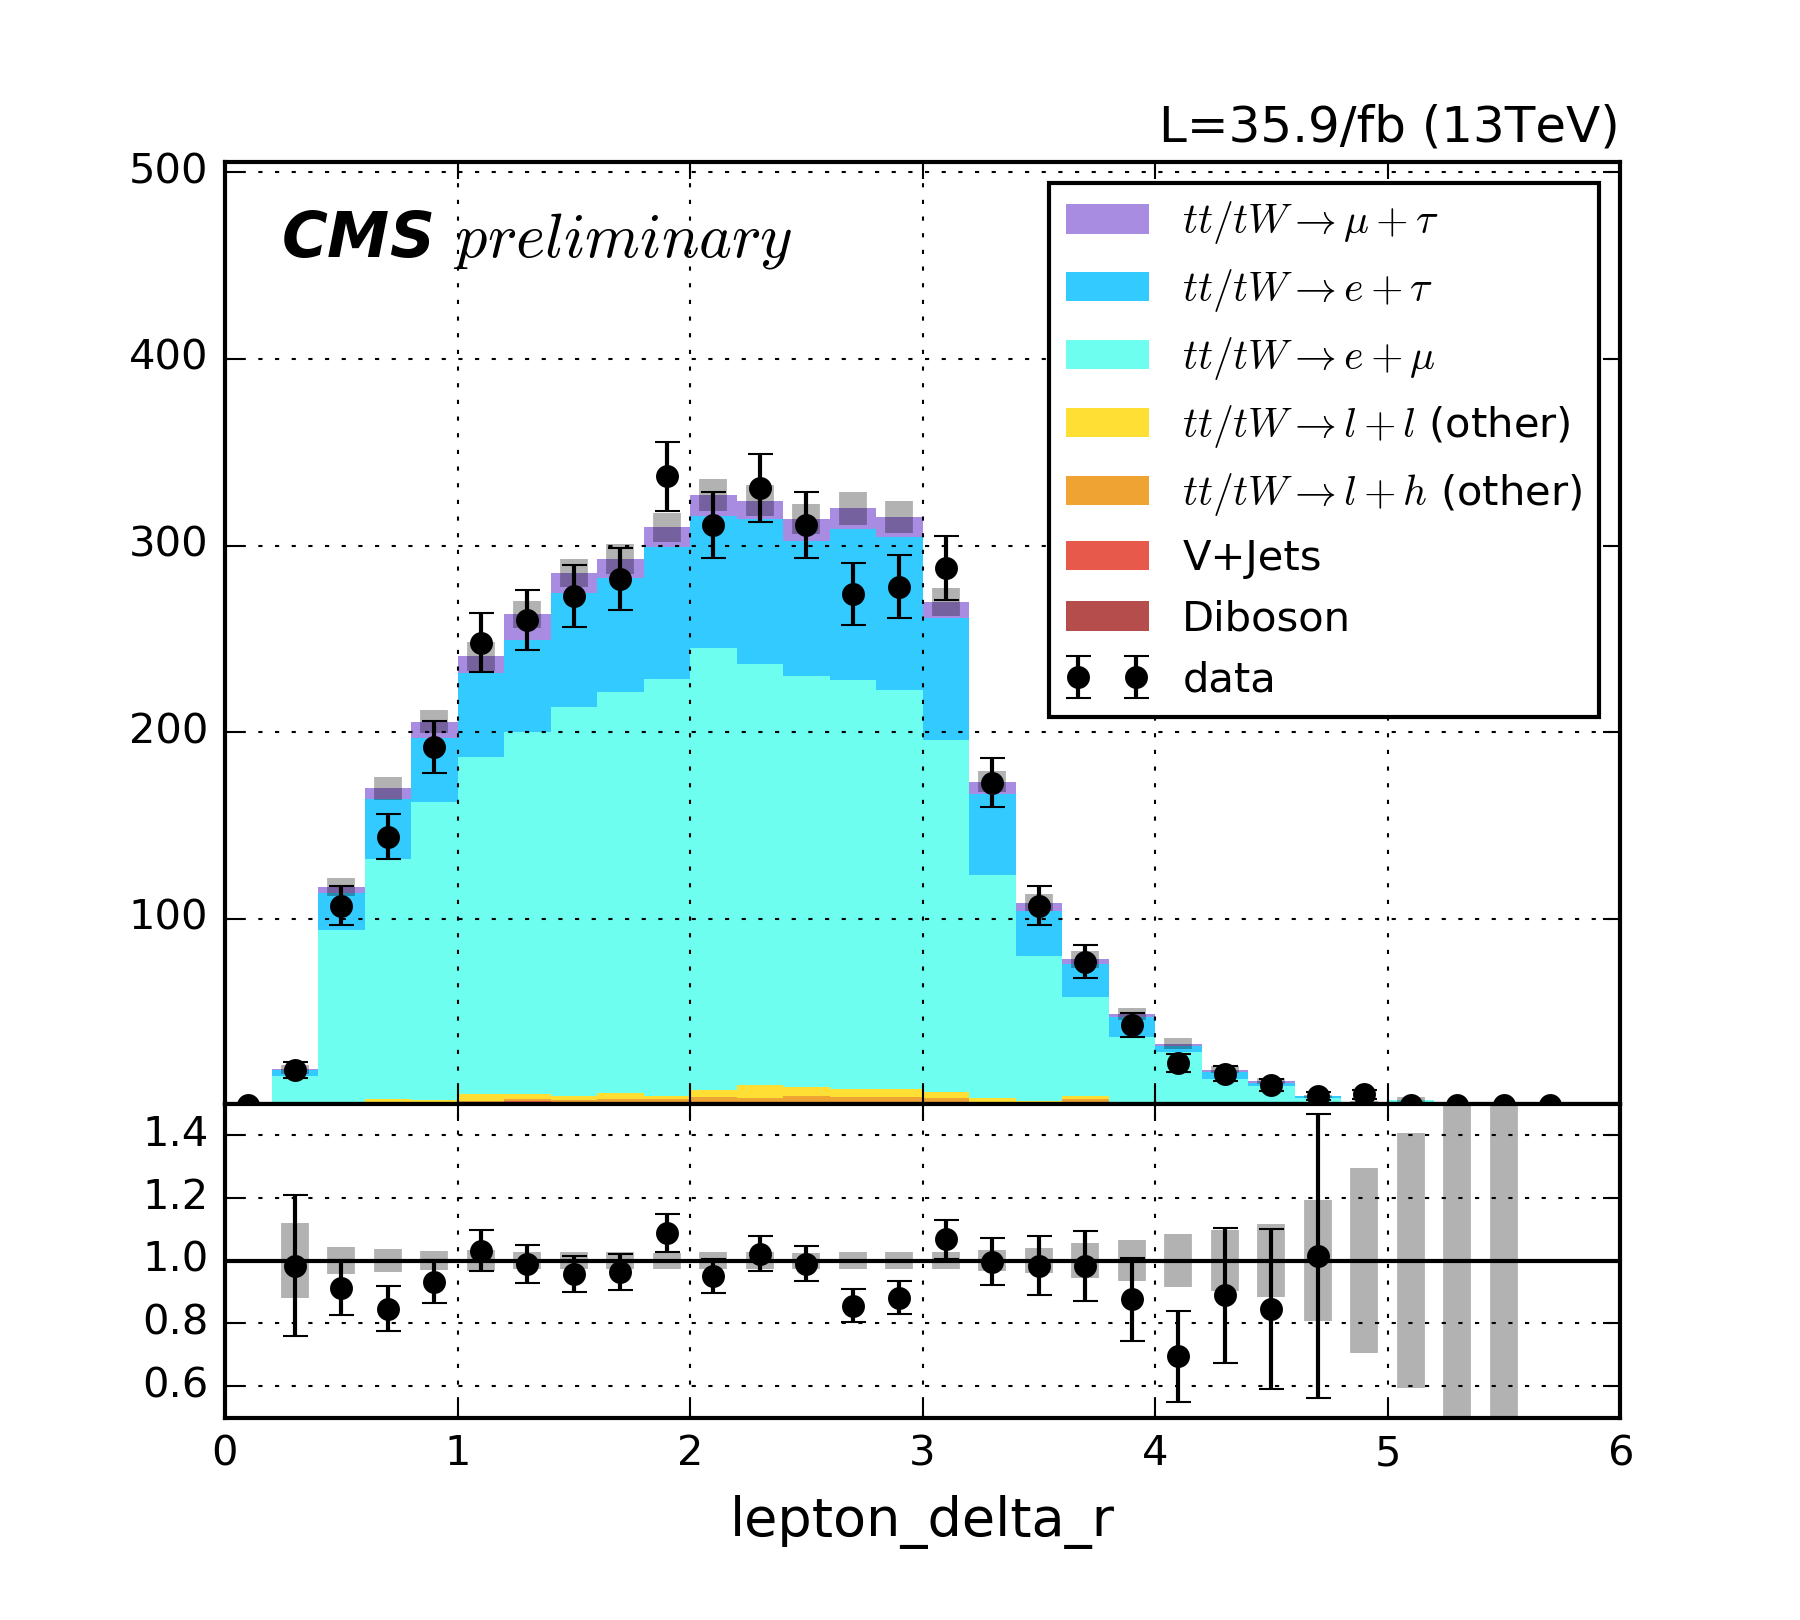 L=35.9/fb (13TeV)
CMS preliminary
500
400
300
200
100
tt/tW → μ + τ
tt/tW → e + τ
tt/tW → e + μ
tt/tW → l + l (other)
tt/tW → l + h (other)
V+Jets
Diboson
data
1.4
1.2
1.0
0.8
0.6
0 1 2 3 4 5 6
lepton_delta_r